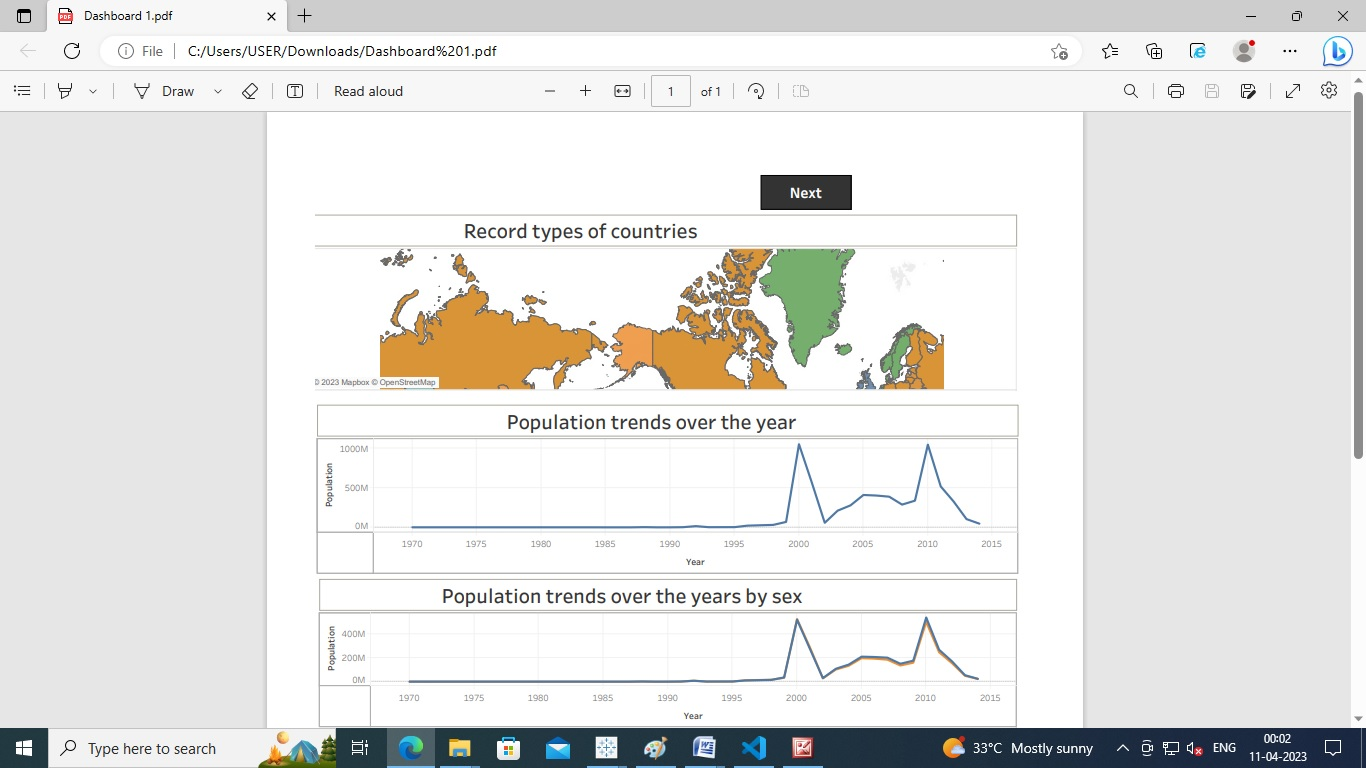 Dashboard 1.pdf
File
C:/Users/USER/Downloads/Dashboard%201.pdf
Draw
Read aloud
1
of 1
Next
Record types of countries
© 2023 Mapbox © OpenStreetMap
Population trends over the year
Population
1000M
500M
0M
1970 1975 1980 1985 1990 1995 2000 2005 2010 2015
Year
Population trends over the years by sex
Population
400M
200M
0M
1970 1975 1980 1985 1990 1995 2000 2005 2010 2015
Year
Type here to search
33°C Mostly sunny
ENG
00:02
11-04-2023